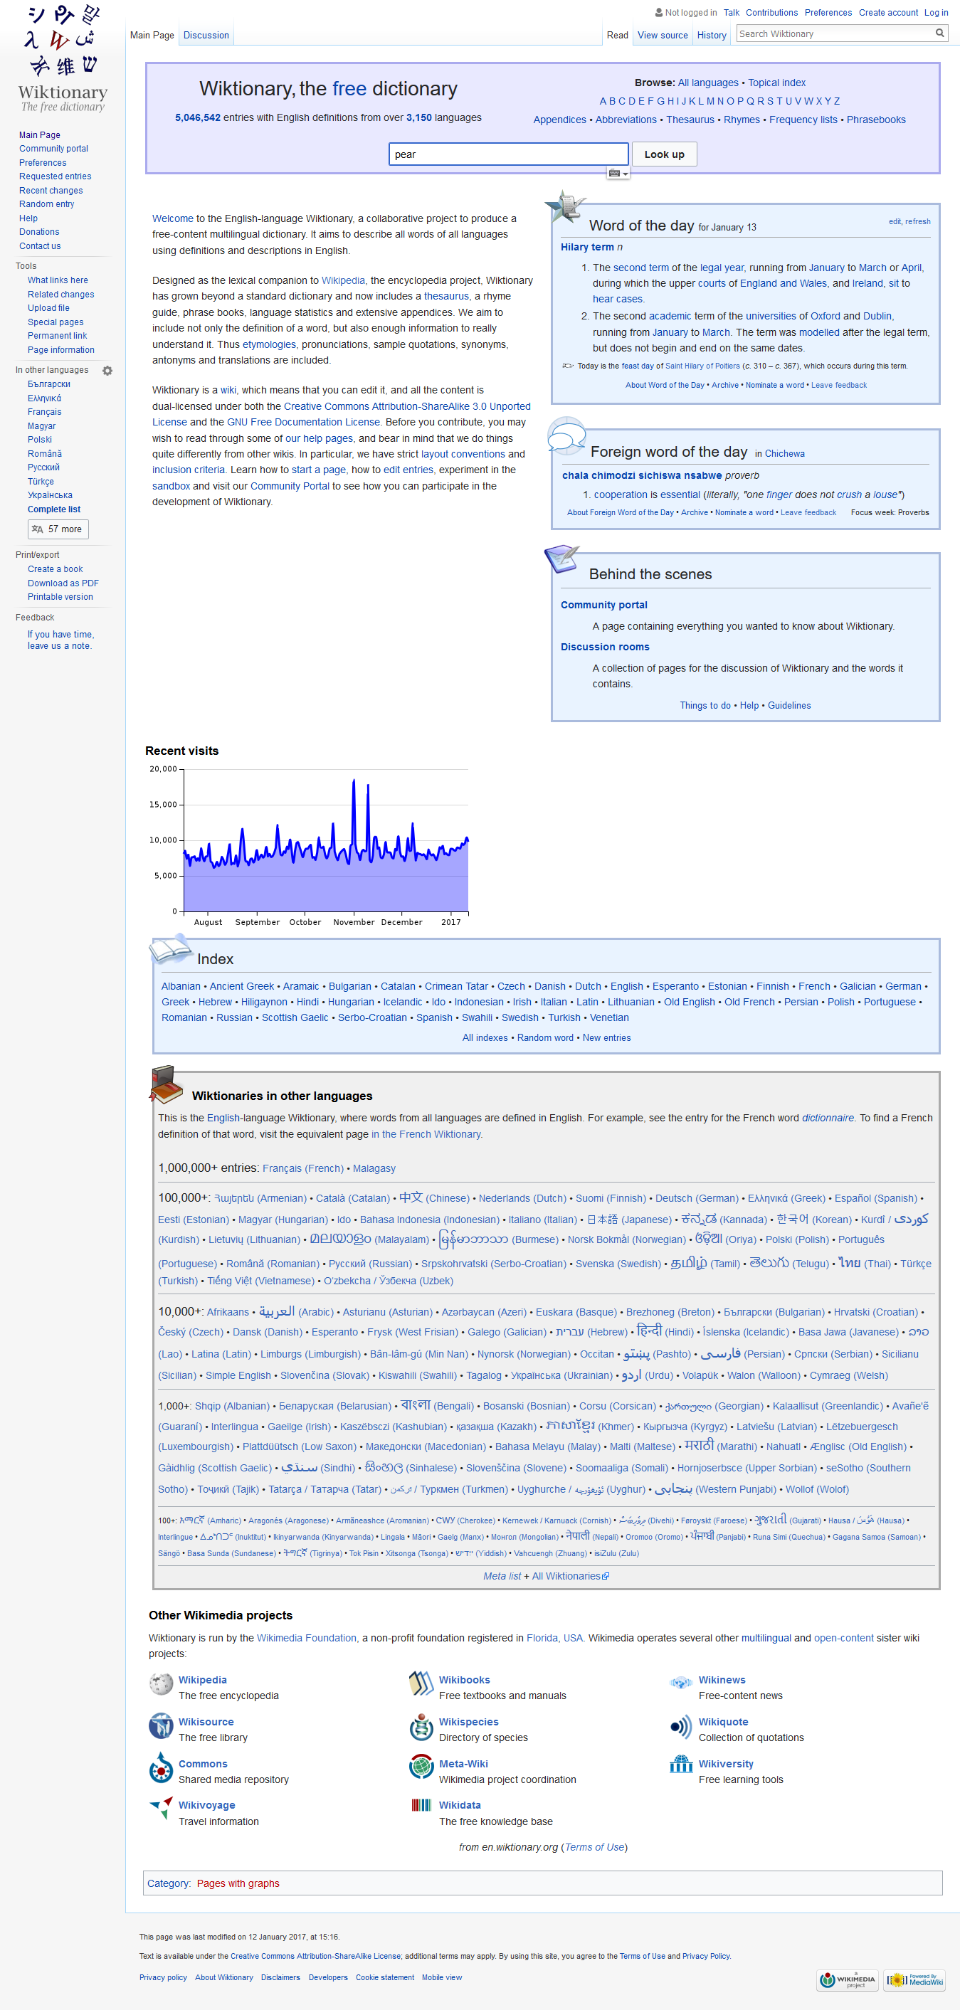 Not logged in Talk Contributions Preferences Create account Log in
Main Page Discussion Read View source History Search Wiktionary
Wiktionary
The free dictionary
Main Page
Community portal
Preferences
Requested entries
Recent changes
Random entry
Help
Donations
Contact us
Tools
What links here
Related changes
Upload file
Special pages
Permanent link
Page information
In other languages
Български
Ελληνικά
Français
Magyar
Polski
Română
Русский
Türkçe
Українська
Complete list
57 more
Print/export
Create a book
Download as PDF
Printable version
Feedback
If you have time,
leave us a note.
Wiktionary, the free dictionary
5,046,542 entries with English definitions from over 3,150 languages
Browse: All languages • Topical index
A B C D E F G H I J K L M N O P Q R S T U V W X Y Z
Appendices • Abbreviations • Thesaurus • Rhymes • Frequency lists • Phrasebooks
pear Look up
Welcome to the English-language Wiktionary, a collaborative project to produce a
free-content multilingual dictionary. It aims to describe all words of all languages
using definitions and descriptions in English.
Designed as the lexical companion to Wikipedia, the encyclopedia project, Wiktionary
has grown beyond a standard dictionary and now includes a thesaurus, a rhyme
guide, phrase books, language statistics and extensive appendices. We aim to
include not only the definition of a word, but also enough information to really
understand it. Thus etymologies, pronunciations, sample quotations, synonyms,
antonyms and translations are included.
Wiktionary is a wiki, which means that you can edit it, and all the content is
dual-licensed under both the Creative Commons Attribution-ShareAlike 3.0 Unported
License and the GNU Free Documentation License. Before you contribute, you may
wish to read through some of our help pages, and bear in mind that we do things
quite differently from other wikis. In particular, we have strict layout conventions and
inclusion criteria. Learn how to start a page, how to edit entries, experiment in the
sandbox and visit our Community Portal to see how you can participate in the
development of Wiktionary.
Word of the day for January 13 edit, refresh
Hilary term n
1. The second term of the legal year, running from January to March or April,
during which the upper courts of England and Wales, and Ireland, sit to
hear cases.
2. The second academic term of the universities of Oxford and Dublin,
running from January to March. The term was modelled after the legal term,
but does not begin and end on the same dates.
Today is the feast day of Saint Hilary of Poitiers (c. 310 – c. 367), which occurs during this term.
About Word of the Day • Archive • Nominate a word • Leave feedback
Foreign word of the day in Chichewa
chala chimodzi sichiswa nsabwe proverb
1. cooperation is essential (literally, "one finger does not crush a louse")
About Foreign Word of the Day • Archive • Nominate a word • Leave feedback Focus week: Proverbs
Behind the scenes
Community portal
A page containing everything you wanted to know about Wiktionary.
Discussion rooms
A collection of pages for the discussion of Wiktionary and the words it
contains.
Things to do • Help • Guidelines
Recent visits
20,000
15,000
10,000
5,000
0
August September October November December 2017
Index
Albanian • Ancient Greek • Aramaic • Bulgarian • Catalan • Crimean Tatar • Czech • Danish • Dutch • English • Esperanto • Estonian • Finnish • French • Galician • German •
Greek • Hebrew • Hiligaynon • Hindi • Hungarian • Icelandic • Ido • Indonesian • Irish • Italian • Latin • Lithuanian • Old English • Old French • Persian • Polish • Portuguese •
Romanian • Russian • Scottish Gaelic • Serbo-Croatian • Spanish • Swahili • Swedish • Turkish • Venetian
All indexes • Random word • New entries
Wiktionaries in other languages
This is the English-language Wiktionary, where words from all languages are defined in English. For example, see the entry for the French word dictionnaire. To find a French
definition of that word, visit the equivalent page in the French Wiktionary.
1,000,000+ entries: Français (French) • Malagasy
100,000+: Հայերեն (Armenian) • Català (Catalan) • 中文 (Chinese) • Nederlands (Dutch) • Suomi (Finnish) • Deutsch (German) • Ελληνικά (Greek) • Español (Spanish) •
Eesti (Estonian) • Magyar (Hungarian) • Ido • Bahasa Indonesia (Indonesian) • Italiano (Italian) • 日本語 (Japanese) • ಕನ್ನಡ (Kannada) • 한국어 (Korean) • Kurdî / كوردی
(Kurdish) • Lietuvių (Lithuanian) • മലയാളം (Malayalam) • မြန်မာဘာသာ (Burmese) • Norsk Bokmål (Norwegian) • ଓଡ଼ିଆ (Oriya) • Polski (Polish) • Português
(Portuguese) • Română (Romanian) • Русский (Russian) • Srpskohrvatski (Serbo-Croatian) • Svenska (Swedish) • தமிழ் (Tamil) • తెలుగు (Telugu) • ไทย (Thai) • Türkçe
(Turkish) • Tiếng Việt (Vietnamese) • O'zbekcha / Ўзбекча (Uzbek)
10,000+: Afrikaans • العربية (Arabic) • Asturianu (Asturian) • Azərbaycan (Azeri) • Euskara (Basque) • Brezhoneg (Breton) • Български (Bulgarian) • Hrvatski (Croatian) •
Český (Czech) • Dansk (Danish) • Esperanto • Frysk (West Frisian) • Galego (Galician) • עברית (Hebrew) • हिन्दी (Hindi) • Íslenska (Icelandic) • Basa Jawa (Javanese) • ລາວ
(Lao) • Latina (Latin) • Limburgs (Limburgish) • Bân-lâm-gú (Min Nan) • Nynorsk (Norwegian) • Occitan • پښتو (Pashto) • فارسی (Persian) • Српски (Serbian) • Sicilianu
(Sicilian) • Simple English • Slovenčina (Slovak) • Kiswahili (Swahili) • Tagalog • Українська (Ukrainian) • اردو (Urdu) • Volapük • Walon (Walloon) • Cymraeg (Welsh)
1,000+: Shqip (Albanian) • Беларуская (Belarusian) • বাংলা (Bengali) • Bosanski (Bosnian) • Corsu (Corsican) • ქართული (Georgian) • Kalaallisut (Greenlandic) • Avañe'ẽ
(Guaraní) • Interlingua • Gaeilge (Irish) • Kaszëbsczi (Kashubian) • қазақша (Kazakh) • ភាសាខ្មែរ (Khmer) • Кыргызча (Kyrgyz) • Latviešu (Latvian) • Lëtzebuergesch
(Luxembourgish) • Plattdüütsch (Low Saxon) • Македонски (Macedonian) • Bahasa Melayu (Malay) • Malti (Maltese) • मराठी (Marathi) • Nahuatl • Ænglisc (Old English) •
Gàidhlig (Scottish Gaelic) • سنڌي (Sindhi) • සිංහල (Sinhalese) • Slovenščina (Slovene) • Soomaaliga (Somali) • Hornjoserbsce (Upper Sorbian) • seSotho (Southern
Sotho) • Тоҷикӣ (Tajik) • Tatarça / Татарча (Tatar) • / Туркмен (Turkmen) • Uyghurche / (Uyghur) • پنجابی (Western Punjabi) • Wollof (Wolof)
100+: አማርኛ (Amharic) • Aragonés (Aragonese) • Armãneashce (Aromanian) • CWY (Cherokee) • Kernewek / Karnuack (Cornish) • (Divehi) • Føroyskt (Faroese) • ગુજરાતી (Gujarati) • Hausa / (Hausa) •
Interlingue • ᐃᓄᒃᑎᑐᑦ (Inuktitut) • Ikinyarwanda (Kinyarwanda) • Lingala • Māori • Gaelg (Manx) • Монгол (Mongolian) • नेपाली (Nepali) • Oromoo (Oromo) • ਪੰਜਾਬੀ (Panjabi) • Runa Simi (Quechua) • Gagana Samoa (Samoan) •
Sängö • Basa Sunda (Sundanese) • ትግርኛ (Tigrinya) • Tok Pisin • Xitsonga (Tsonga) • ייִדיש (Yiddish) • Vahcuengh (Zhuang) • isiZulu (Zulu)
Meta list + All Wiktionaries
Other Wikimedia projects
Wiktionary is run by the Wikimedia Foundation, a non-profit foundation registered in Florida, USA. Wikimedia operates several other multilingual and open-content sister wiki
projects:
Wikipedia
The free encyclopedia
Wikibooks
Free textbooks and manuals
Wikinews
Free-content news
Wikisource
The free library
Wikispecies
Directory of species
Wikiquote
Collection of quotations
Commons
Shared media repository
Meta-Wiki
Wikimedia project coordination
Wikiversity
Free learning tools
Wikivoyage
Travel information
Wikidata
The free knowledge base
from en.wiktionary.org (Terms of Use)
Category: Pages with graphs
This page was last modified on 12 January 2017, at 15:16.
Text is available under the Creative Commons Attribution-ShareAlike License; additional terms may apply. By using this site, you agree to the Terms of Use and Privacy Policy.
Privacy policy About Wiktionary Disclaimers Developers Cookie statement Mobile view
A WIKIMEDIA project
Powered By MediaWiki